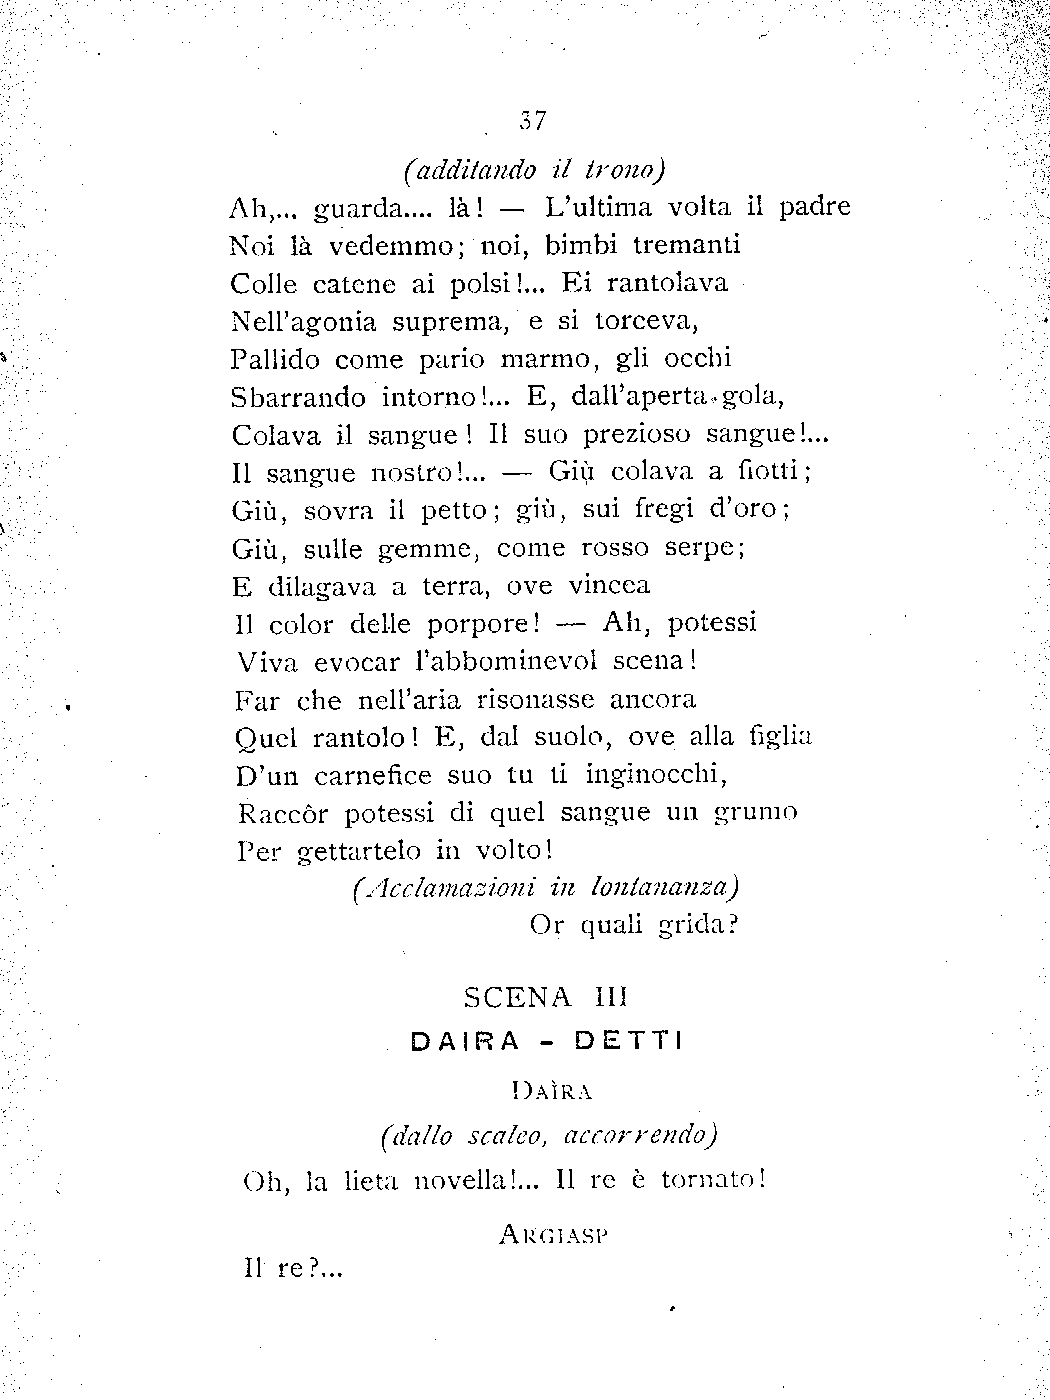 37
(additando il trono)
Ah,... guarda.... là! — L'ultima volta il padre
Noi là vedemmo; noi, bimbi tremanti
Colle catene ai polsi!... Ei rantolava
Nell'agonia suprema, e si torceva,
Pallido come pario marmo, gli occhi
Sbarrando intorno!... E, dall'aperta gola,
Colava il sangue! Il suo prezioso sangue!...
Il sangue nostro!... — Giù colava a fiotti;
Giù, sovra il petto; giù, sui fregi d'oro;
Giù, sulle gemme, come rosso serpe;
E dilagava a terra, ove vincea
Il color delle porpore! — Ah, potessi
Viva evocar l'abbominevol scena!
Far che nell'aria risonasse ancora
Quel rantolo! E, dal suolo, ove alla figlia
D'un carnefice suo tu ti inginocchi,
Raccôr potessi di quel sangue un grumo
Per gettartelo in volto!
(Acclamazioni in lontananza)
Or quali grida?
SCENA III
DAIRA - DETTI
DAÌRA
(dallo scaleo, accorrendo)
Oh, la lieta novella!... Il re è tornato!
ARGIASP
Il re?...